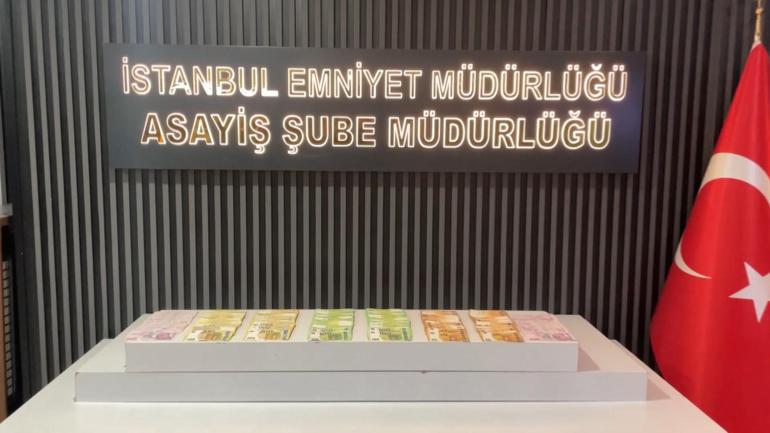 İSTANBUL EMNİYET MÜDÜRLÜĞÜ
ASAYİŞ ŞUBE MÜDÜRLÜĞÜ